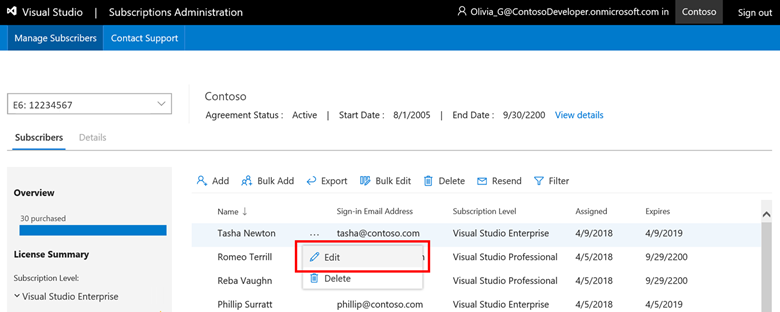 Visual Studio | Subscriptions Administration Olivia_G@ContosoDeveloper.onmicrosoft.com in Contoso Sign out
Manage Subscribers Contact Support
E6: 12234567
Contoso
Agreement Status : Active | Start Date : 8/1/2005 | End Date : 9/30/2200 View details
Subscribers Details
Add Bulk Add Export Bulk Edit Delete Resend Filter
Overview
30 purchased
License Summary
Subscription Level:
Visual Studio Enterprise
Name ↓ Sign-in Email Address Subscription Level Assigned Expires
Tasha Newton ... tasha@contoso.com Visual Studio Enterprise 4/9/2018 4/9/2019
Romeo Terrill Visual Studio Professional 4/5/2018 9/29/2200
Edit
Reba Vaughn Visual Studio Professional 4/5/2018 9/29/2200
Delete
Phillip Surratt phillip@contoso.com Visual Studio Enterprise 4/5/2018 4/5/2019